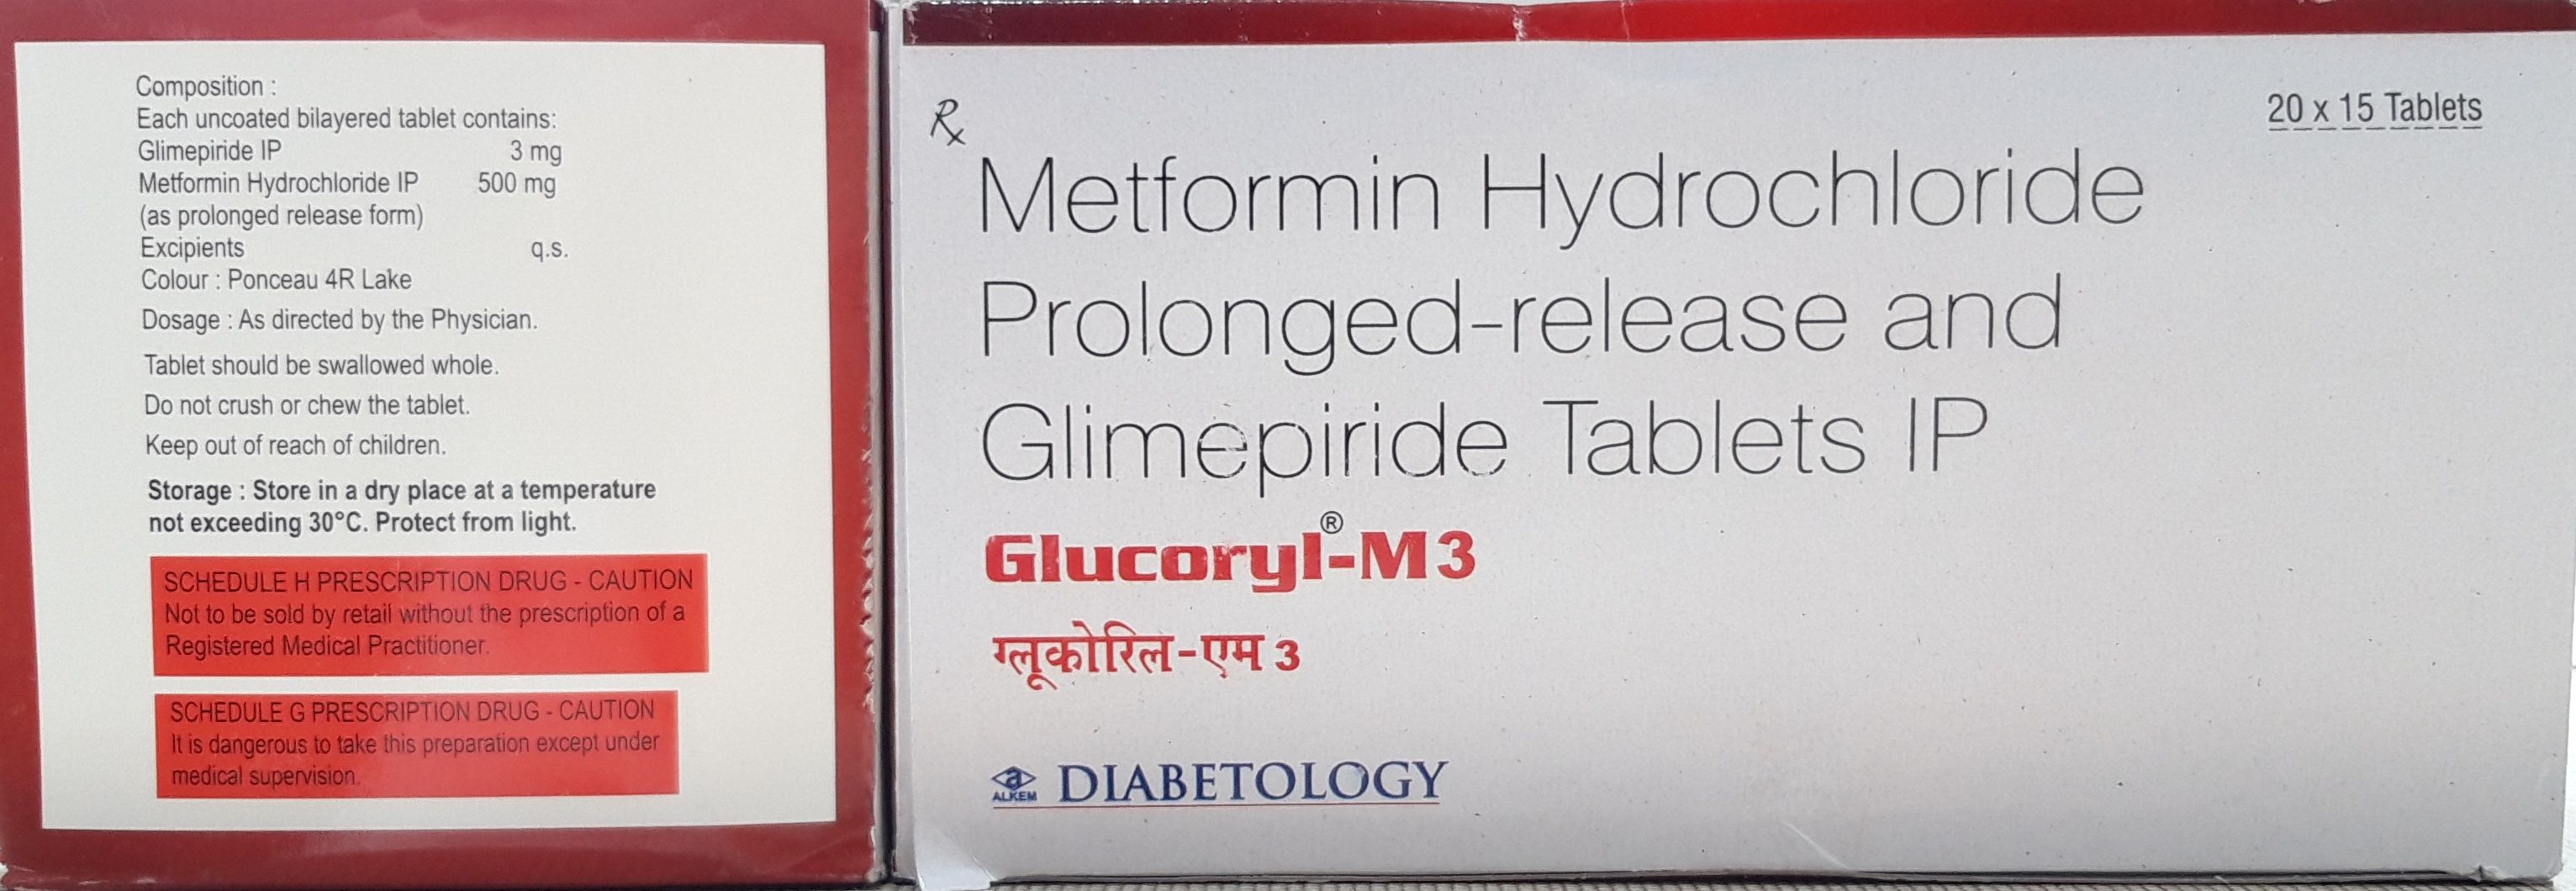 Composition :
Each uncoated bilayered tablet contains:
Glimepiride IP 3 mg
Metformin Hydrochloride IP 500 mg
(as prolonged release form)
Excipients q.s.
Colour : Ponceau 4R Lake
Dosage : As directed by the Physician.
Tablet should be swallowed whole.
Do not crush or chew the tablet.
Keep out of reach of children.
Storage : Store in a dry place at a temperature
not exceeding 30°C. Protect from light.
SCHEDULE H PRESCRIPTION DRUG - CAUTION
Not to be sold by retail without the prescription of a
Registered Medical Practitioner.
SCHEDULE G PRESCRIPTION DRUG - CAUTION
It is dangerous to take this preparation except under
medical supervision.
Rx
20 x 15 Tablets
Metformin Hydrochloride
Prolonged-release and
Glimepiride Tablets IP
Glucoryl®-M 3
ग्लूकोरिल-एम 3
a
ALKEM
DIABETOLOGY